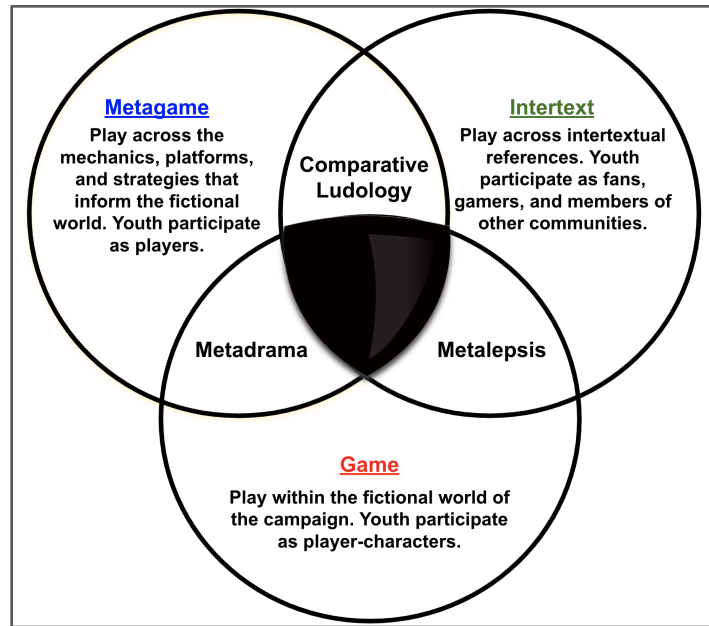 Metagame
Play across the
mechanics, platforms,
and strategies that
inform the fictional
world. Youth participate
as players.
Intertext
Play across intertextual
references. Youth
participate as fans,
gamers, and members of
other communities.
Comparative
Ludology
Metadrama
Metalepsis
Game
Play within the fictional world of
the campaign. Youth participate
as player-characters.